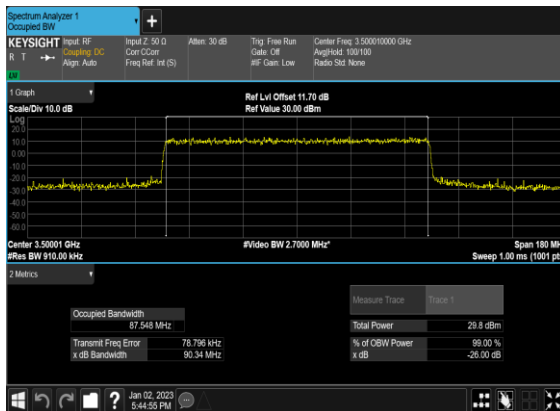 Spectrum Analyzer 1
Occupied BW
KEYSIGHT Input: RF Input Z: 50 Ω Atten: 30 dB Trig: Free Run Center Freq: 3.500010000 GHz
R T Coupling: DC Corr CCorr Gate: Off Avg|Hold: 100/100
Align: Auto Freq Ref: Int (S) #IF Gain: Low Radio Std: None
1 Graph
Ref Lvl Offset 11.70 dB
Scale/Div 10.0 dB Ref Value 30.00 dBm
Log
20.0
10.0
0.00
-10.0
-20.0
-30.0
-40.0
-50.0
-60.0
Center 3.50001 GHz #Video BW 2.7000 MHz* Span 180 MH
#Res BW 910.00 kHz Sweep 1.00 ms (1001 pt
2 Metrics
Measure Trace Trace 1
Occupied Bandwidth
87.548 MHz
Total Power 29.8 dBm
Transmit Freq Error 78.796 kHz % of OBW Power 99.00 %
x dB Bandwidth 90.34 MHz x dB -26.00 dB
Jan 02, 2023
5:44:55 PM